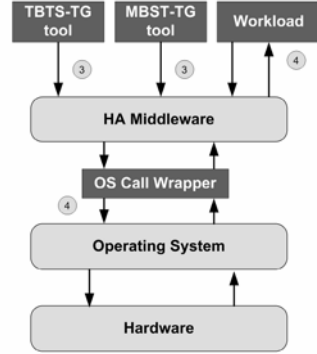 TBTS-TG
tool
MBST-TG
tool
Workload
3
3
4
HA Middleware
OS Call Wrapper
4
Operating System
Hardware